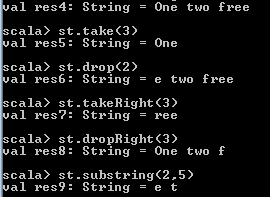 val res4: String = One two free
scala> st.take(3)
val res5: String = One
scala> st.drop(2)
val res6: String = e two free
scala> st.takeRight(3)
val res7: String = ree
scala> st.dropRight(3)
val res8: String = One two f
scala> st.substring(2,5)
val res9: String = e t